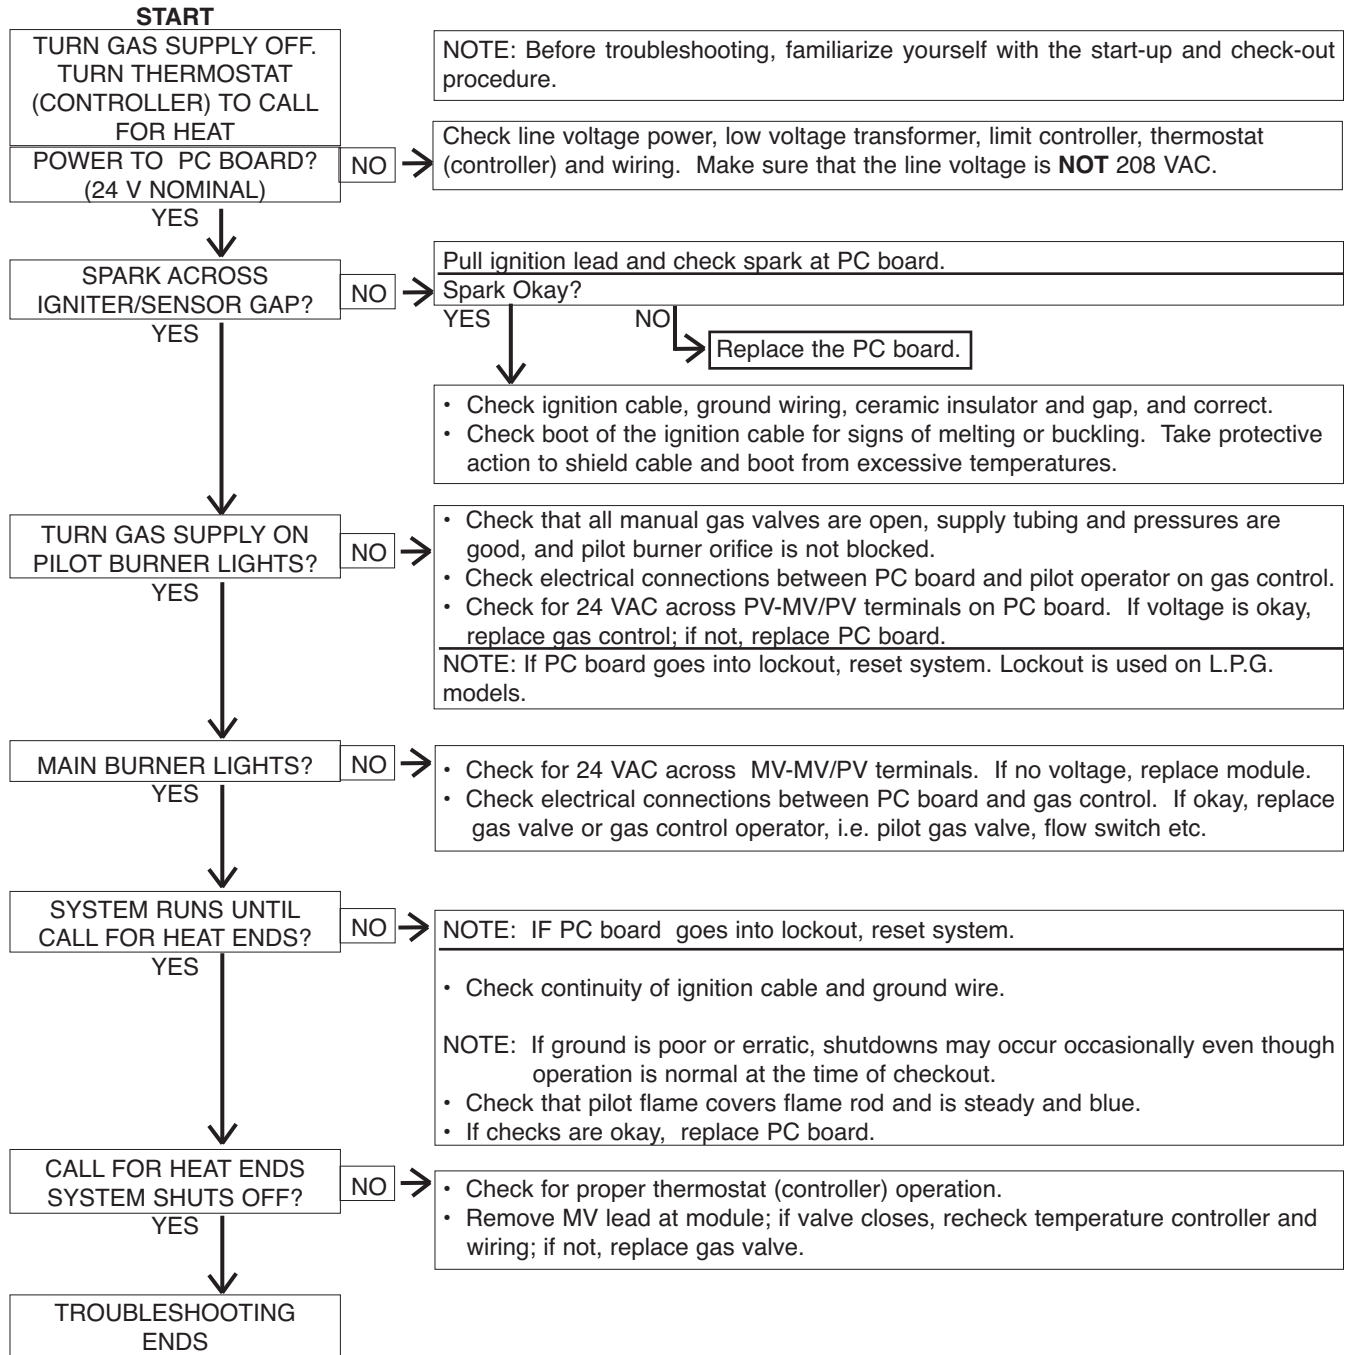 START
TURN GAS SUPPLY OFF.
TURN THERMOSTAT
(CONTROLLER) TO CALL
FOR HEAT
NOTE: Before troubleshooting, familiarize yourself with the start-up and check-out
procedure.
POWER TO PC BOARD?
(24 V NOMINAL)
NO
Check line voltage power, low voltage transformer, limit controller, thermostat
(controller) and wiring. Make sure that the line voltage is NOT 208 VAC.
YES
SPARK ACROSS
IGNITER/SENSOR GAP?
NO
Pull ignition lead and check spark at PC board.
Spark Okay?
YES
NO
Replace the PC board.
• Check ignition cable, ground wiring, ceramic insulator and gap, and correct.
• Check boot of the ignition cable for signs of melting or buckling. Take protective
action to shield cable and boot from excessive temperatures.
YES
TURN GAS SUPPLY ON
PILOT BURNER LIGHTS?
NO
• Check that all manual gas valves are open, supply tubing and pressures are
good, and pilot burner orifice is not blocked.
• Check electrical connections between PC board and pilot operator on gas control.
• Check for 24 VAC across PV-MV/PV terminals on PC board. If voltage is okay,
replace gas control; if not, replace PC board.
NOTE: If PC board goes into lockout, reset system. Lockout is used on L.P.G.
models.
YES
MAIN BURNER LIGHTS?
NO
• Check for 24 VAC across MV-MV/PV terminals. If no voltage, replace module.
• Check electrical connections between PC board and gas control. If okay, replace
gas valve or gas control operator, i.e. pilot gas valve, flow switch etc.
YES
SYSTEM RUNS UNTIL
CALL FOR HEAT ENDS?
NO
NOTE: IF PC board goes into lockout, reset system.
• Check continuity of ignition cable and ground wire.
NOTE: If ground is poor or erratic, shutdowns may occur occasionally even though
operation is normal at the time of checkout.
• Check that pilot flame covers flame rod and is steady and blue.
• If checks are okay, replace PC board.
YES
CALL FOR HEAT ENDS
SYSTEM SHUTS OFF?
NO
• Check for proper thermostat (controller) operation.
• Remove MV lead at module; if valve closes, recheck temperature controller and
wiring; if not, replace gas valve.
YES
TROUBLESHOOTING
ENDS